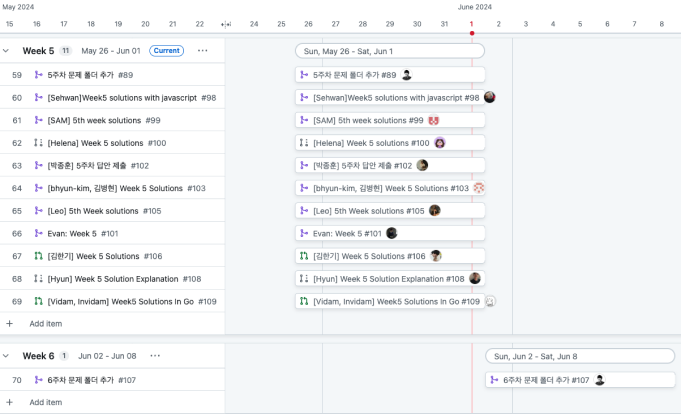 May 2024
June 2024
15 16 17 18 19 20 21 22 24 25 26 27 28 29 30 31 1 2 3 4 5 6 7 8
Week 5 11 May 26 - Jun 01 Current ...
Sun, May 26 - Sat, Jun 1
59 5주차 문제 폴더 추가 #89
5주차 문제 폴더 추가 #89
60 [Sehwan]Week5 solutions with javascript #98
[Sehwan]Week5 solutions with javascript #98
61 [SAM] 5th week solutions #99
[SAM] 5th week solutions #99
62 [Helena] Week 5 solutions #100
[Helena] Week 5 solutions #100
63 [박종훈] 5주차 답안 제출 #102
[박종훈] 5주차 답안 제출 #102
64 [bhyun-kim, 김병현] Week 5 Solutions #103
[bhyun-kim, 김병현] Week 5 Solutions #103
65 [Leo] 5th Week solutions #105
[Leo] 5th Week solutions #105
66 Evan: Week 5 #101
Evan: Week 5 #101
67 [김한기] Week 5 Solutions #106
[김한기] Week 5 Solutions #106
68 [Hyun] Week 5 Solution Explanation #108
[Hyun] Week 5 Solution Explanation #108
69 [Vidam, Invidam] Week5 Solutions In Go #109
[Vidam, Invidam] Week5 Solutions In Go #109
+ Add item
Week 6 1 Jun 02 - Jun 08 ...
Sun, Jun 2 - Sat, Jun 8
70 6주차 문제 폴더 추가 #107
6주차 문제 폴더 추가 #107
+ Add item